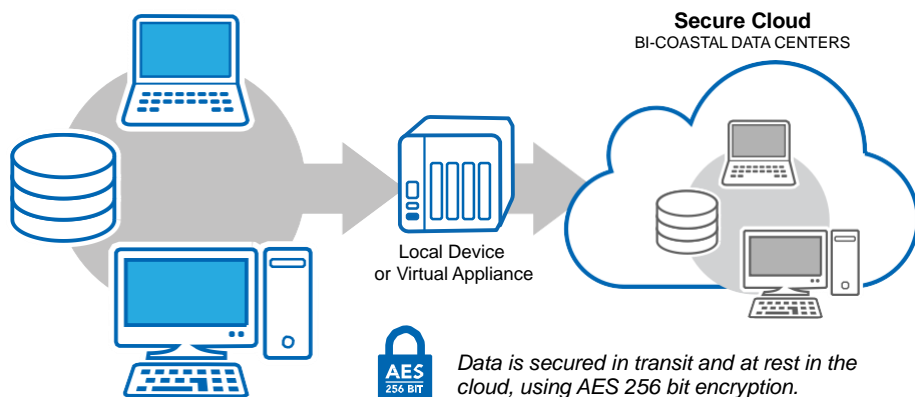 Secure Cloud
BI-COASTAL DATA CENTERS
Local Device
or Virtual Appliance
AES
256 BIT
Data is secured in transit and at rest in the
cloud, using AES 256 bit encryption.